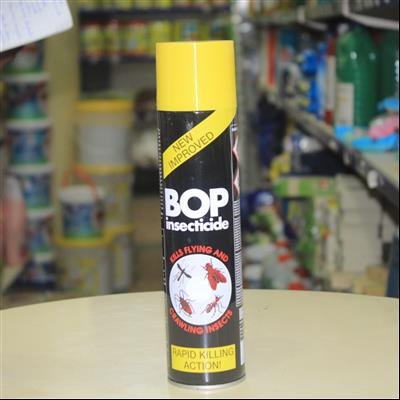 NEW
IMPROVED
BOP
insecticide
KILLS FLYING AND
CRAWLING INSECTS
RAPID KILLING
ACTION!